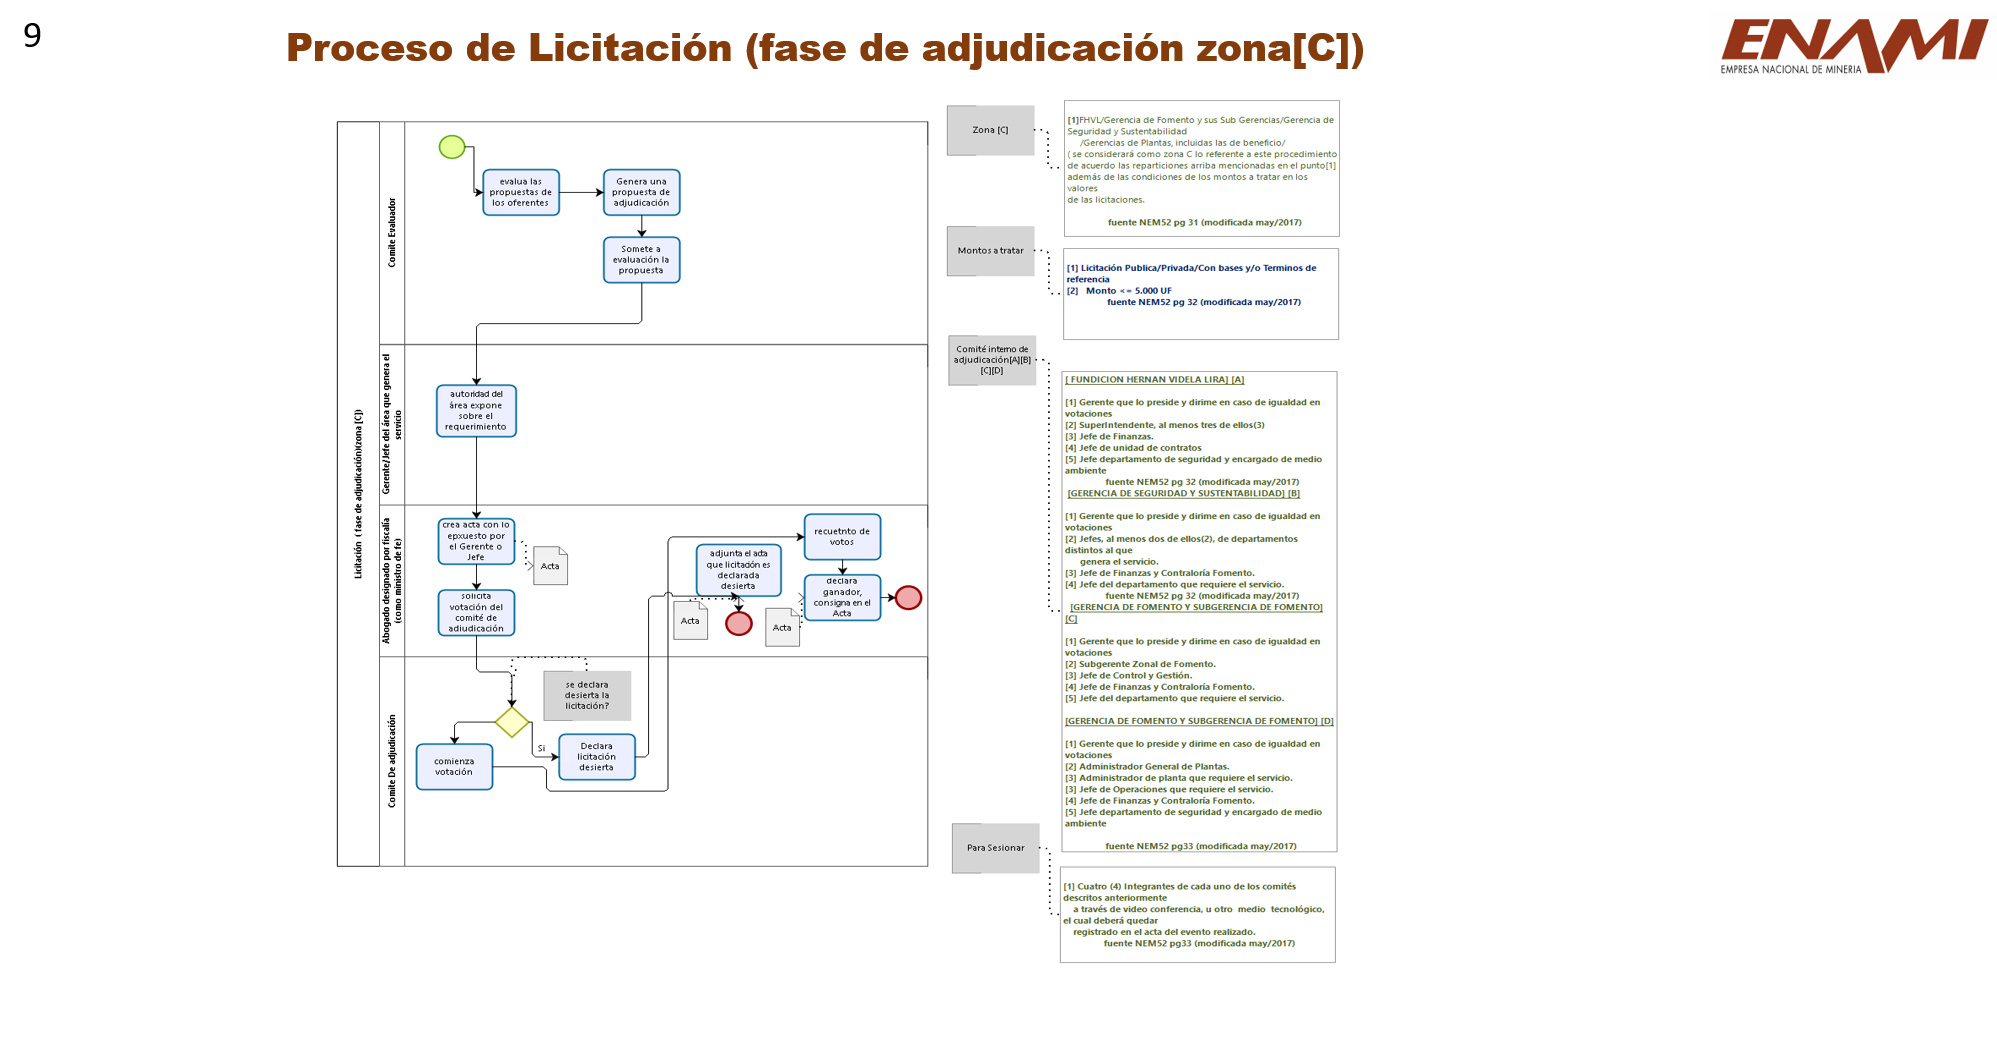 9
Proceso de Licitación (fase de adjudicación zona[C])
ENAMI
EMPRESA NACIONAL DE MINERIA
Licitación ( fase de adjudicación)(zona [C])
Comite Evaluador
evalua las
propuestas de
los oferentes
Genera una
propuesta de
adjudicación
Somete a
evaluación la
propuesta
Gerente/Jefe del área que genera el
servicio
autoridad del
área expone
sobre el
requerimiento
Abogado designado por fiscalía
(como ministro de fe)
crea acta con lo
epxuesto por
el Gerente o
Jefe
Acta
solicita
votación del
comité de
adjudicación
adjunta el acta
que licitación es
declarada
desierta
Acta
recuetnto de
votos
declara
ganador,
consigna en el
Acta
Acta
Comite De adjudicación
se declara
desierta la
licitación?
Si
comienza
votación
Declara
licitación
desierta
Zona [C]
[1]FHVL/Gerencia de Fomento y sus Sub Gerencias/Gerencia de
Seguridad y Sustentabilidad
/Gerencias de Plantas, incluidas las de beneficio/
( se considerará como zona C lo referente a este procedimiento
de acuerdo las reparticiones arriba mencionadas en el punto[1]
además de las condiciones de los montos a tratar en los
valores
de las licitaciones.
fuente NEM52 pg 31 (modificada may/2017)
Montos a tratar
[1] Licitación Publica/Privada/Con bases y/o Terminos de
referencia
[2] Monto <= 5.000 UF
fuente NEM52 pg 32 (modificada may/2017)
Comité interno de
adjudicación[A][B]
[C][D]
[ FUNDICION HERNAN VIDELA LIRA] [A]
[1] Gerente que lo preside y dirime en caso de igualdad en
votaciones
[2] SuperIntendente, al menos tres de ellos(3)
[3] Jefe de Finanzas.
[4] Jefe de unidad de contratos
[5] Jefe departamento de seguridad y encargado de medio
ambiente
fuente NEM52 pg 32 (modificada may/2017)
[GERENCIA DE SEGURIDAD Y SUSTENTABILIDAD] [B]
[1] Gerente que lo preside y dirime en caso de igualdad en
votaciones
[2] Jefes, al menos dos de ellos(2), de departamentos
distintos al que
genera el servicio.
[3] Jefe de Finanzas y Contraloría Fomento.
[4] Jefe del departamento que requiere el servicio.
fuente NEM52 pg 32 (modificada may/2017)
[GERENCIA DE FOMENTO Y SUBGERENCIA DE FOMENTO]
[C]
[1] Gerente que lo preside y dirime en caso de igualdad en
votaciones
[2] Subgerente Zonal de Fomento.
[3] Jefe de Control y Gestión.
[4] Jefe de Finanzas y Contraloría Fomento.
[5] Jefe del departamento que requiere el servicio.
[GERENCIA DE FOMENTO Y SUBGERENCIA DE FOMENTO] [D]
[1] Gerente que lo preside y dirime en caso de igualdad en
votaciones
[2] Administrador General de Plantas.
[3] Administrador de planta que requiere el servicio.
[3] Jefe de Operaciones que requiere el servicio.
[4] Jefe de Finanzas y Contraloría Fomento.
[5] Jefe departamento de seguridad y encargado de medio
ambiente
fuente NEM52 pg33 (modificada may/2017)
Para Sesionar
[1] Cuatro (4) Integrantes de cada uno de los comités
descritos anteriormente
a través de video conferencia, u otro medio tecnológico,
el cual deberá quedar
registrado en el acta del evento realizado.
fuente NEM52 pg33 (modificada may/2017)